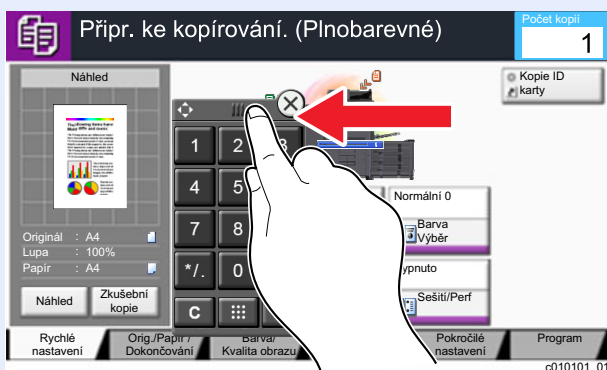 Připr. ke kopírování. (Plnobarevné)
Počet kopií
1
Náhled
Kopie ID
karty
1
2
3
4
5
Normální 0
7
8
Barva
Výběr
Originál : A4
Lupa : 100%
Papír : A4
*/.
0
ypnuto
Náhled
Zkušební
kopie
C
Sešití/Perf
Rychlé
nastavení
Orig./Papír /
Dokončování
Barva/
Kvalita obrazu
Pokročilé
nastavení
Program
c010101_01